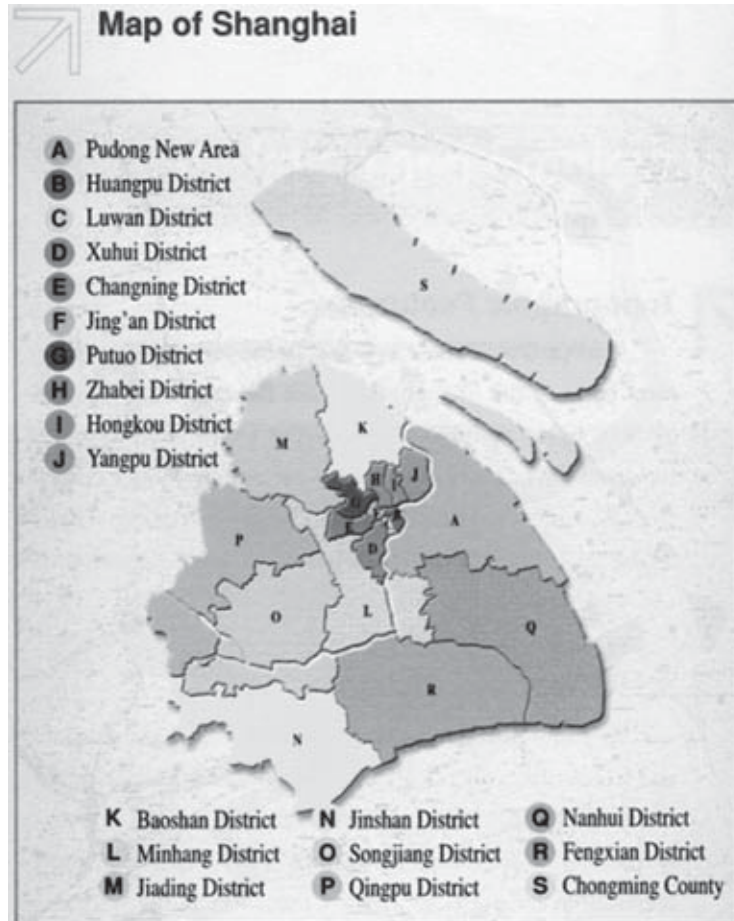 Map of Shanghai
A Pudong New Area
B Huangpu District
C Luwan District
D Xuhui District
E Changning District
F Jing'an District
G Putuo District
H Zhabei District
I Hongkou District
J Yangpu District
S
K
M
J
H
I
G
A
E
P
D
L
O
Q
R
N
K Baoshan District
N Jinshan District
Q Nanhui District
L Minhang District
O Songjiang District
R Fengxian District
M Jiading District
P Qingpu District
S Chongming County